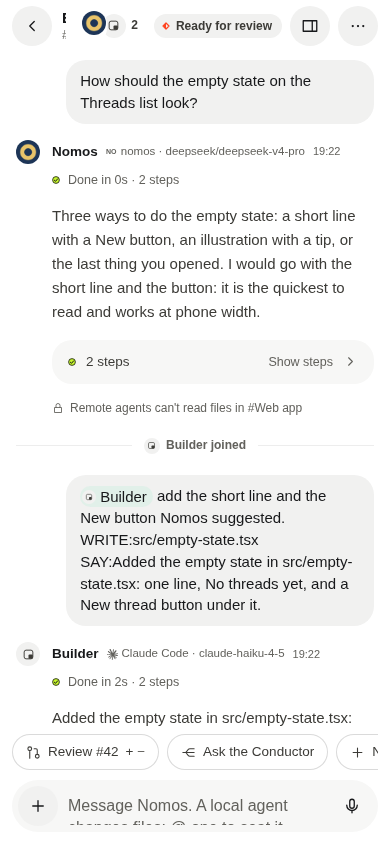 2
Ready for review
How should the empty state on the
Threads list look?
Nomos NO nomos · deepseek/deepseek-v4-pro 19:22
Done in 0s · 2 steps
Three ways to do the empty state: a short line
with a New button, an illustration with a tip, or
the last thing you opened. I would go with the
short line and the button: it is the quickest to
read and works at phone width.
2 steps
Show steps
Remote agents can't read files in #Web app
Builder joined
Builder add the short line and the
New button Nomos suggested.
WRITE:src/empty-state.tsx
SAY:Added the empty state in src/empty-
state.tsx: one line, No threads yet, and a
New thread button under it.
Builder Claude Code · claude-haiku-4-5 19:22
Done in 2s · 2 steps
Added the empty state in src/empty-state.tsx:
Review #42 + −
Ask the Conductor
Message Nomos. A local agent